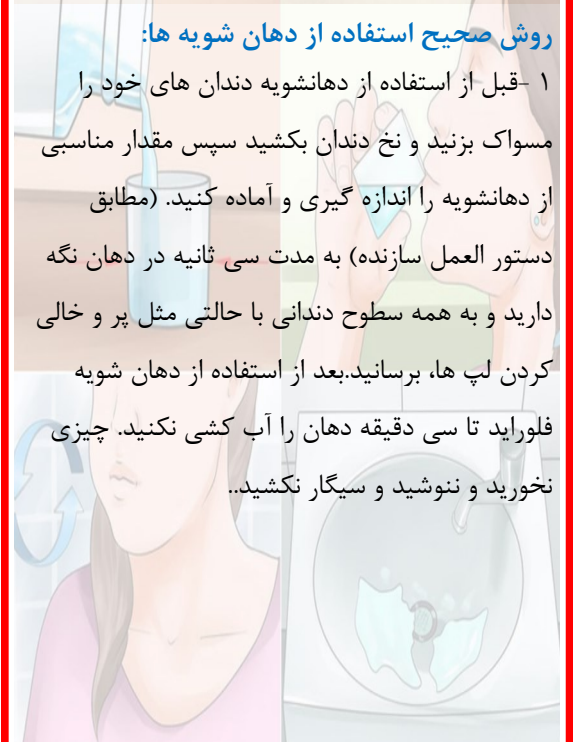 روش صحیح استفاده از دهان شویه ها:
۱ -قبل از استفاده از دهانشویه دندان های خود را
مسواک بزنید و نخ دندان بکشید سپس مقدار مناسبی
از دهانشویه را اندازه گیری و آماده کنید. (مطابق
دستور العمل سازنده) به مدت سی ثانیه در دهان نگه
دارید و به همه سطوح دندانی با حالتی مثل پر و خالی
کردن لپ ها، برسانید.بعد از استفاده از دهان شویه
فلوراید تا سی دقیقه دهان را آب کشی نکنید. چیزی
نخورید و ننوشید و سیگار نکشید..